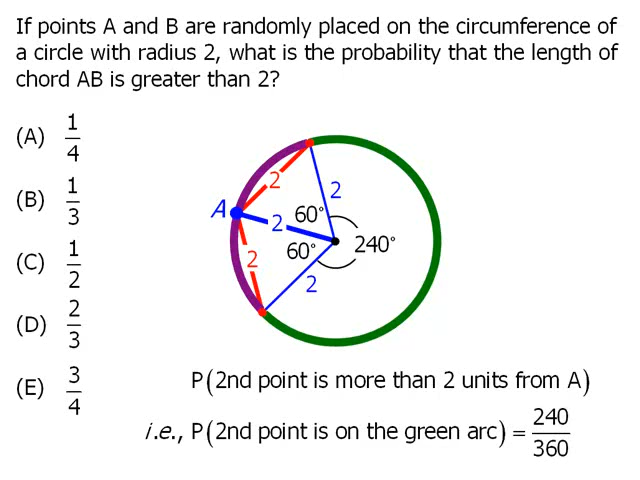 If points A and B are randomly placed on the circumference of
a circle with radius 2, what is the probability that the length of
chord AB is greater than 2?
(A) 1/4
(B) 1/3
(C) 1/2
(D) 2/3
(E) 3/4
A
2
2
2
2
2
60°
60°
240°
P(2nd point is more than 2 units from A)
i.e., P(2nd point is on the green arc) = 240/360